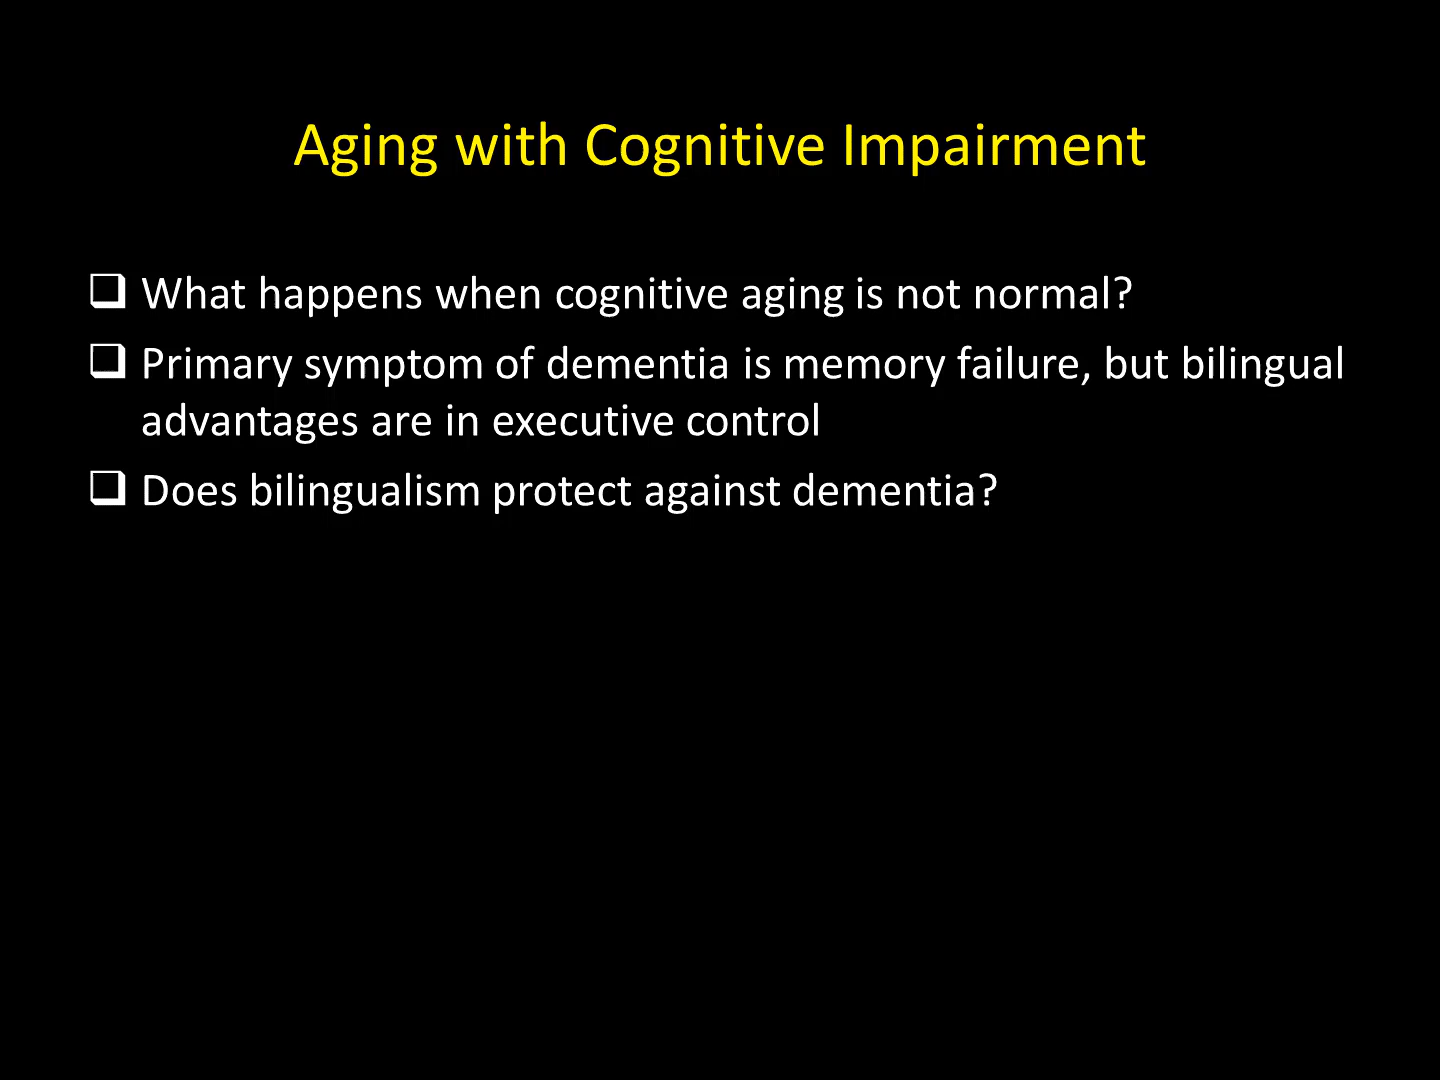 Aging with Cognitive Impairment
❑ What happens when cognitive aging is not normal?
❑ Primary symptom of dementia is memory failure, but bilingual
advantages are in executive control
❑ Does bilingualism protect against dementia?